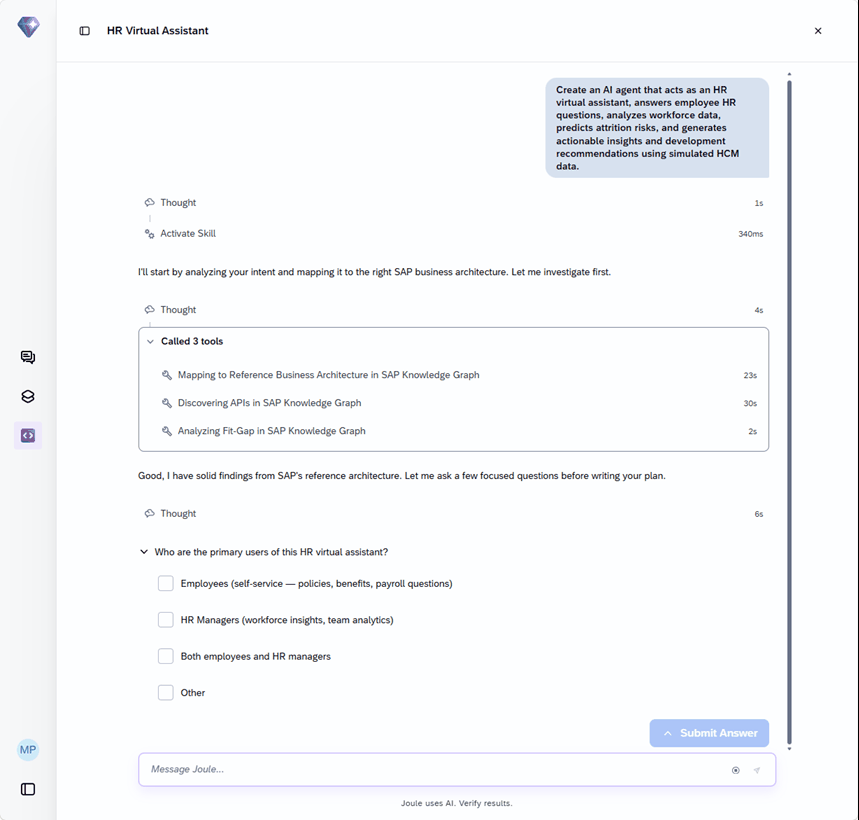 HR Virtual Assistant
Create an AI agent that acts as an HR
virtual assistant, answers employee HR
questions, analyzes workforce data,
predicts attrition risks, and generates
actionable insights and development
recommendations using simulated HCM
data.
Thought 1s
Activate Skill 340ms
I'll start by analyzing your intent and mapping it to the right SAP business architecture. Let me investigate first.
Thought 4s
Called 3 tools
Mapping to Reference Business Architecture in SAP Knowledge Graph 23s
Discovering APIs in SAP Knowledge Graph 30s
Analyzing Fit-Gap in SAP Knowledge Graph 2s
Good, I have solid findings from SAP's reference architecture. Let me ask a few focused questions before writing your plan.
Thought 6s
Who are the primary users of this HR virtual assistant?
Employees (self-service — policies, benefits, payroll questions)
HR Managers (workforce insights, team analytics)
Both employees and HR managers
Other
Submit Answer
MP
Message Joule...
Joule uses AI. Verify results.